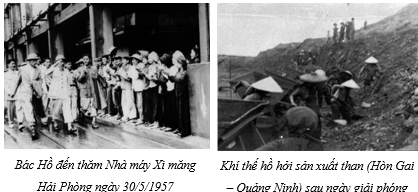 Bác Hồ đến thăm Nhà máy Xi măng
Hải Phòng ngày 30/5/1957
Khí thế hồ hởi sản xuất than (Hòn Gai
– Quảng Ninh) sau ngày giải phóng